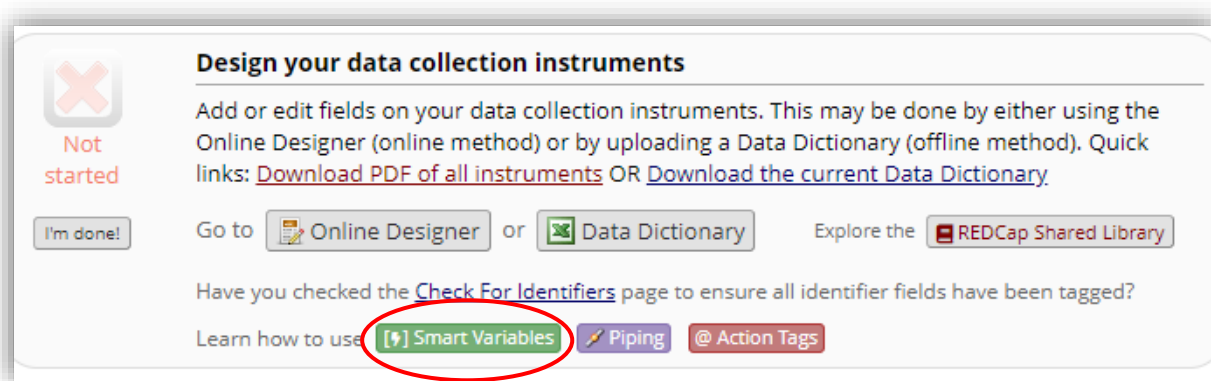 Design your data collection instruments
Add or edit fields on your data collection instruments. This may be done by either using the
Online Designer (online method) or by uploading a Data Dictionary (offline method). Quick
links: Download PDF of all instruments OR Download the current Data Dictionary
Not
started
I'm done!
Go to Online Designer or Data Dictionary Explore the REDCap Shared Library
Have you checked the Check For Identifiers page to ensure all identifier fields have been tagged?
Learn how to use [⚡] Smart Variables Piping @ Action Tags